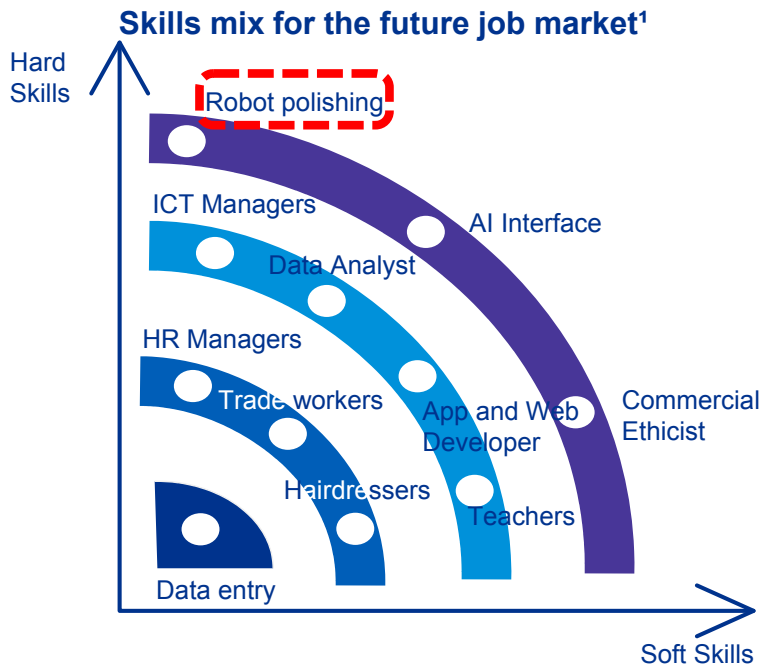 Skills mix for the future job market¹
Hard
Skills
Robot polishing
ICT Managers
AI Interface
Data Analyst
HR Managers
Trade workers
App and Web
Developer
Commercial
Ethicist
Hairdressers
Teachers
Data entry
Soft Skills